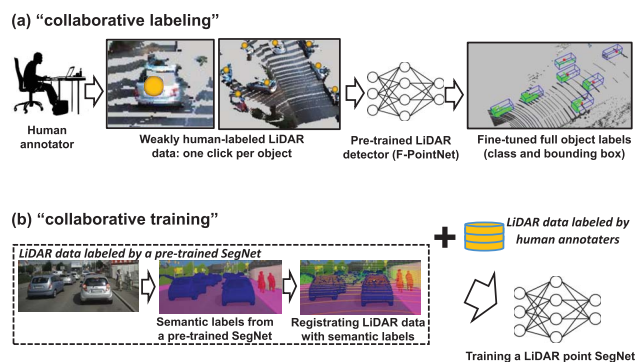 (a) “collaborative labeling”
Human
annotator
Weakly human-labeled LiDAR
data: one click per object
Pre-trained LiDAR
detector (F-PointNet)
Fine-tuned full object labels
(class and bounding box)
(b) “collaborative training”
LiDAR data labeled by a pre-trained SegNet
Semantic labels from
a pre-trained SegNet
Registrating LiDAR data
with semantic labels
+
LiDAR data labeled by
human annotaters
Training a LiDAR point SegNet